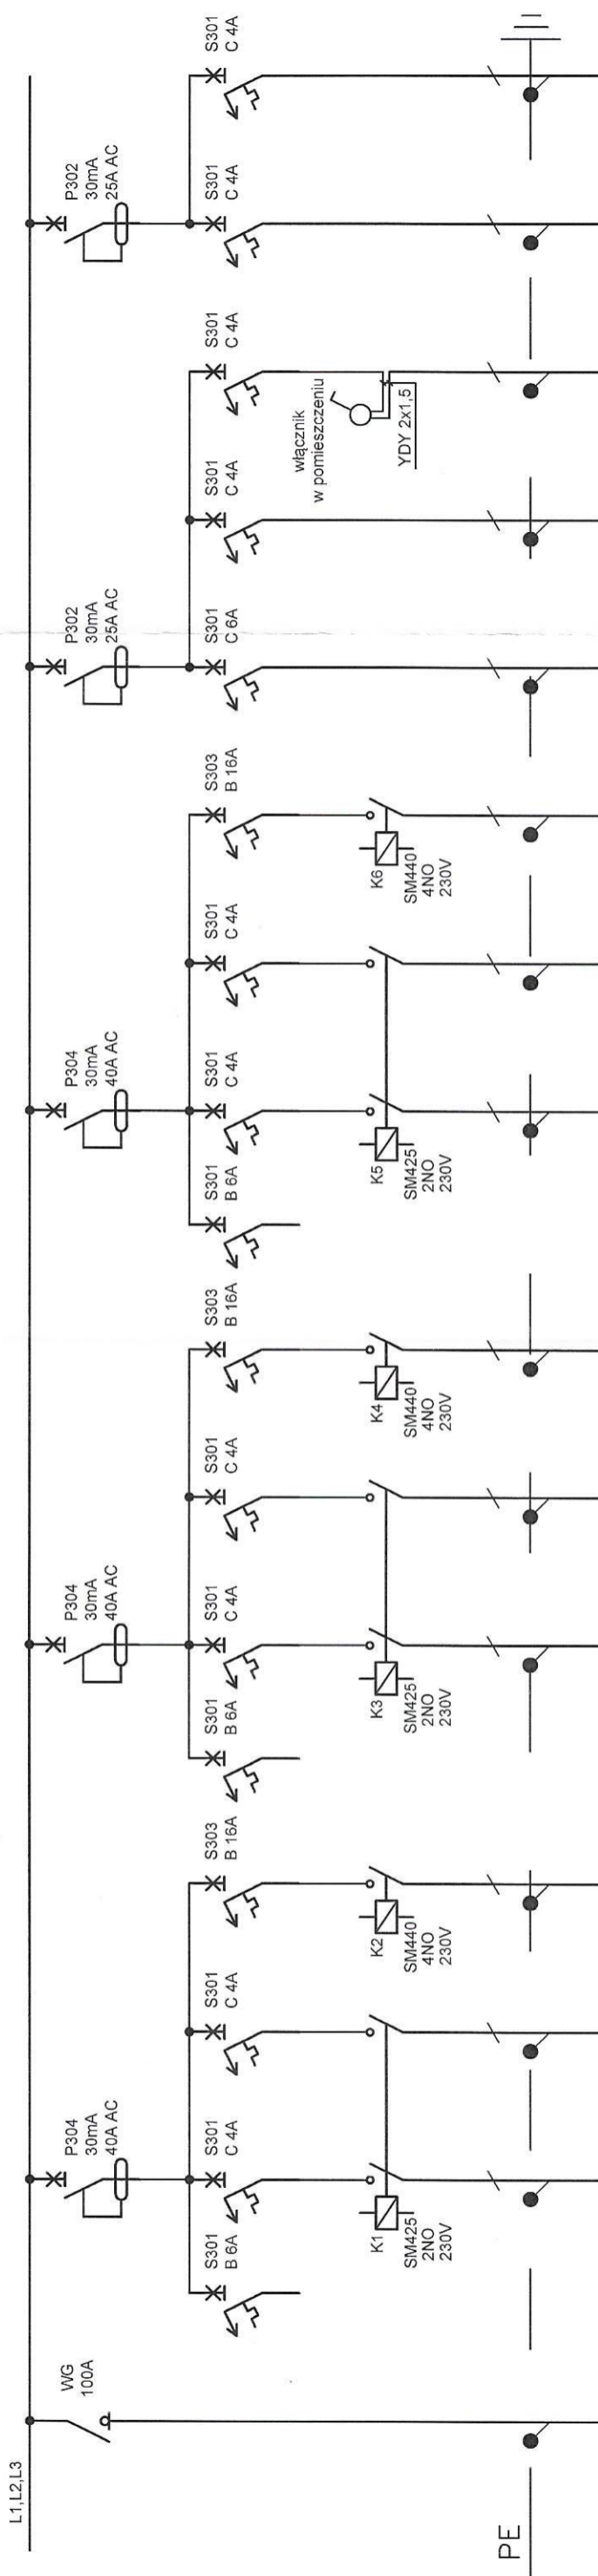 L1,L2,L3
WG
100A
P304
30mA
40A AC
P304
30mA
40A AC
P304
30mA
40A AC
P302
30mA
25A AC
P302
30mA
25A AC
S301
B 6A
S301
C 4A
S301
C 4A
S303
B 16A
S301
B 6A
S301
C 4A
S301
C 4A
S303
B 16A
S301
B 6A
S301
C 4A
S301
C 4A
S303
B 16A
S301
C 6A
S301
C 4A
S301
C 4A
S301
C 4A
S301
C 4A
K1
SM425
2NO
230V
K2
SM440
4NO
230V
K3
SM425
2NO
230V
K4
SM440
4NO
230V
K5
SM425
2NO
230V
K6
SM440
4NO
230V
włącznik
w pomieszczeniu
YDY 2x1,5
PE